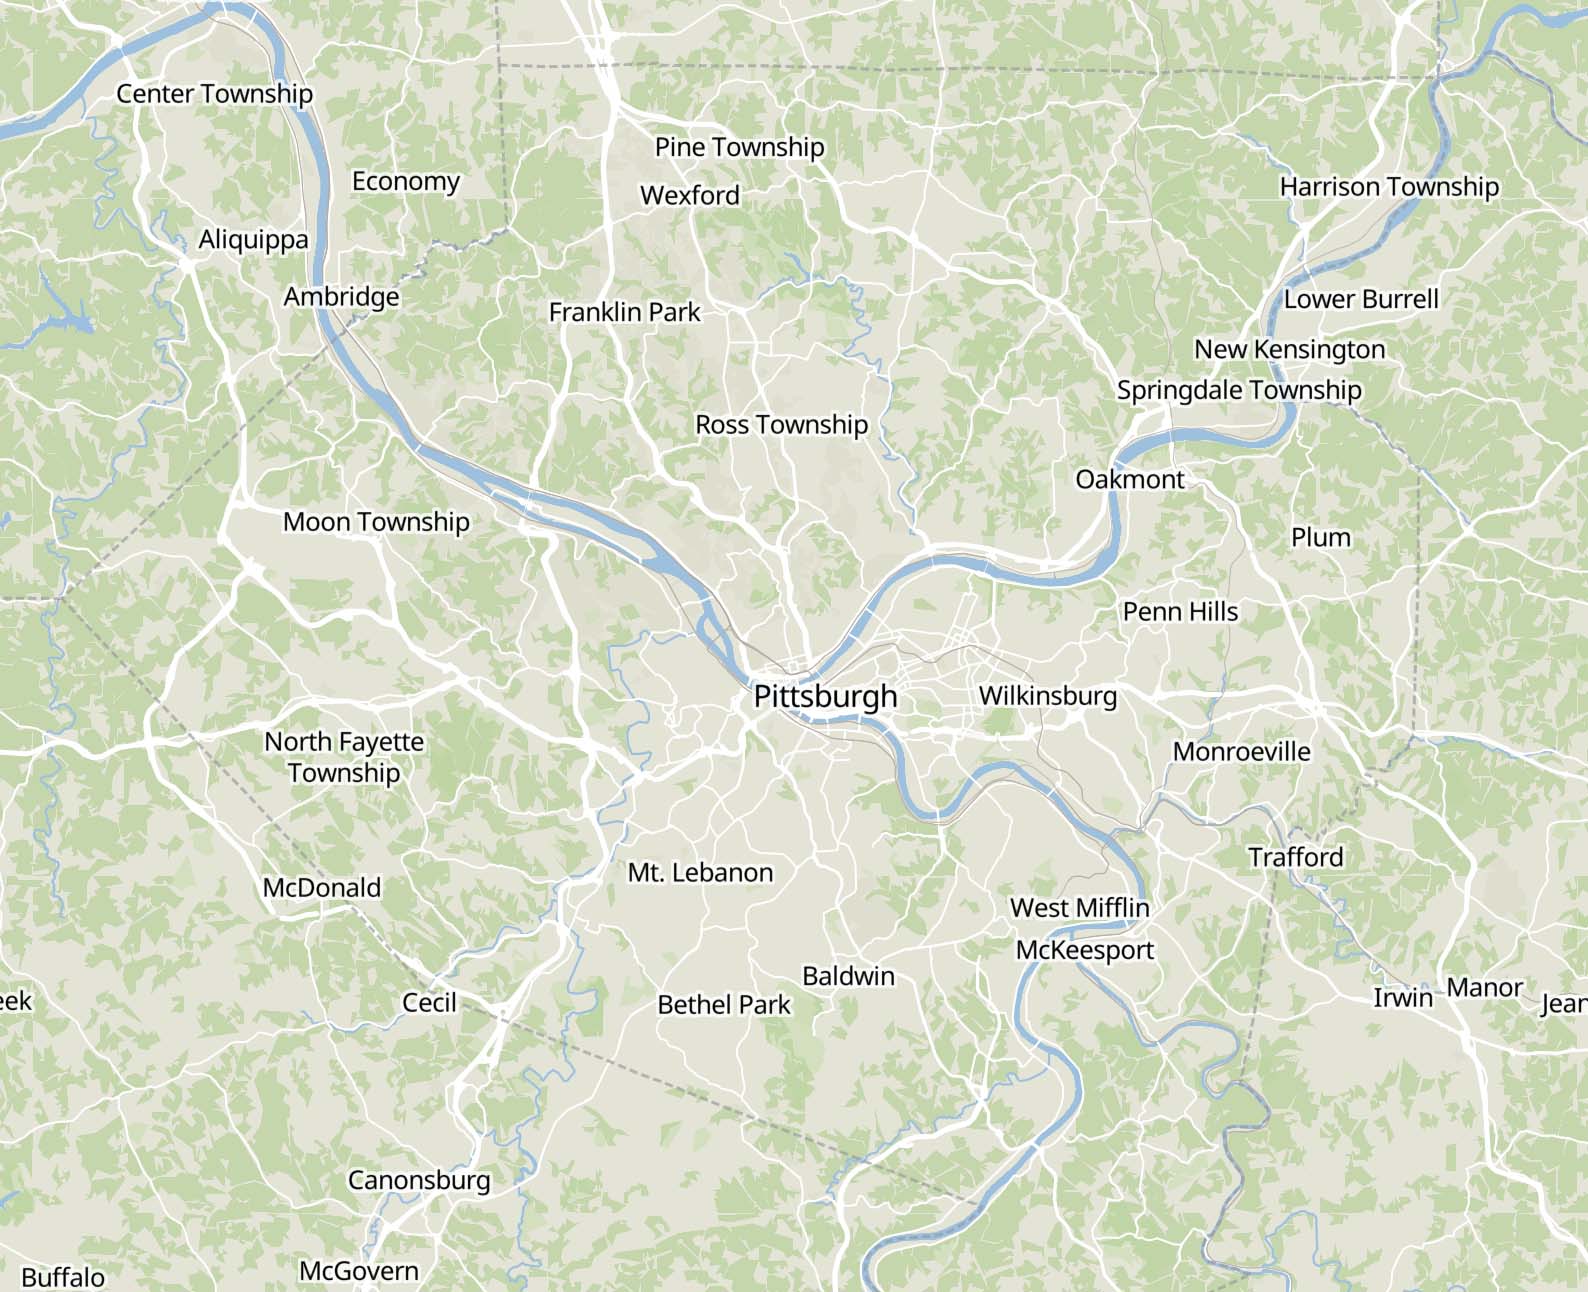 Center Township
Pine Township
Economy
Wexford
Harrison Township
Aliquippa
Ambridge
Lower Burrell
Franklin Park
New Kensington
Springdale Township
Ross Township
Oakmont
Moon Township
Plum
Penn Hills
Pittsburgh
Wilkinsburg
North Fayette
Township
Monroeville
Trafford
Mt. Lebanon
McDonald
West Mifflin
McKeesport
Baldwin
Manor
Irwin
eek
Cecil
Bethel Park
Jean
Canonsburg
McGovern
Buffalo